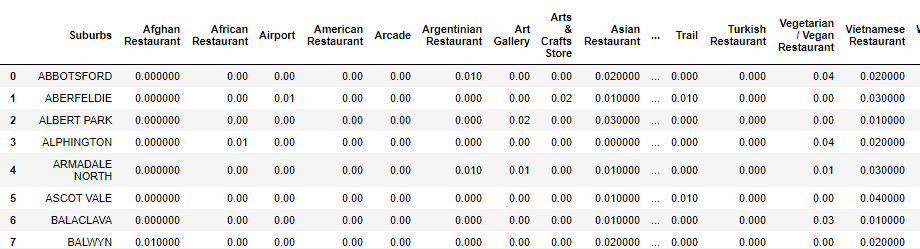 Suburbs Afghan Restaurant African Restaurant Airport American Restaurant Arcade Argentinian Restaurant Art Gallery Arts & Crafts Store Asian Restaurant ... Trail Turkish Restaurant Vegetarian / Vegan Restaurant Vietnamese Restaurant
0 ABBOTSFORD 0.000000 0.00 0.00 0.00 0.00 0.010 0.00 0.00 0.020000 ... 0.000 0.000 0.04 0.020000
1 ABERFELDIE 0.000000 0.00 0.01 0.00 0.00 0.000 0.00 0.02 0.010000 ... 0.010 0.000 0.00 0.030000
2 ALBERT PARK 0.000000 0.00 0.00 0.00 0.00 0.000 0.02 0.00 0.030000 ... 0.000 0.000 0.00 0.010000
3 ALPHINGTON 0.000000 0.01 0.00 0.00 0.00 0.000 0.00 0.00 0.000000 ... 0.000 0.000 0.04 0.020000
4 ARMADALE NORTH 0.000000 0.00 0.00 0.00 0.00 0.010 0.01 0.00 0.010000 ... 0.000 0.000 0.01 0.030000
5 ASCOT VALE 0.000000 0.00 0.00 0.00 0.00 0.000 0.00 0.00 0.010000 ... 0.010 0.000 0.00 0.040000
6 BALACLAVA 0.000000 0.00 0.00 0.00 0.00 0.000 0.00 0.00 0.010000 ... 0.000 0.000 0.03 0.010000
7 BALWYN 0.010000 0.00 0.00 0.00 0.00 0.000 0.00 0.00 0.020000 ... 0.000 0.000 0.00 0.020000